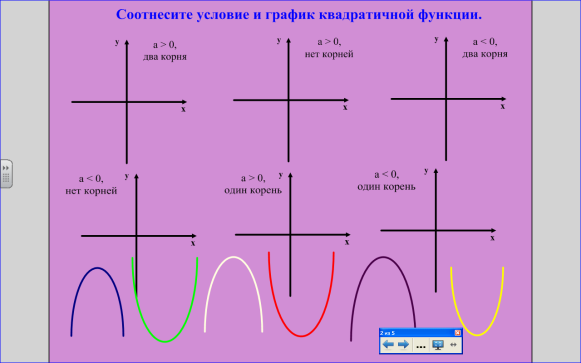 Соотнесите условие и график квадратичной функции.
y
a > 0,
два корня
x
y
a > 0,
нет корней
x
y
a < 0,
два корня
x
a < 0,
нет корней
y
x
a > 0,
один корень
y
x
a < 0,
один корень
y
x
2 из 5